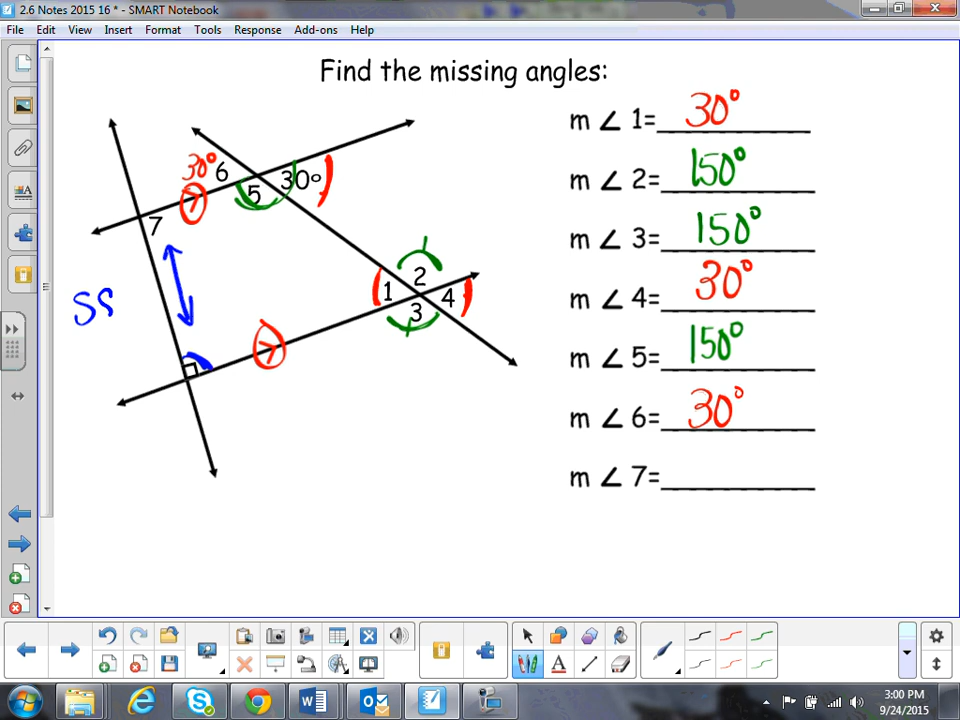 2.6 Notes 2015 16 * - SMART Notebook
File Edit View Insert Format Tools Response Add-ons Help
Find the missing angles:
m ∠ 1= 30°
m ∠ 2= 150°
m ∠ 3= 150°
m ∠ 4= 30°
m ∠ 5= 150°
m ∠ 6= 30°
m ∠ 7=
30° 6
5 30°
7
2
1 4
3
SS
3:00 PM
9/24/2015